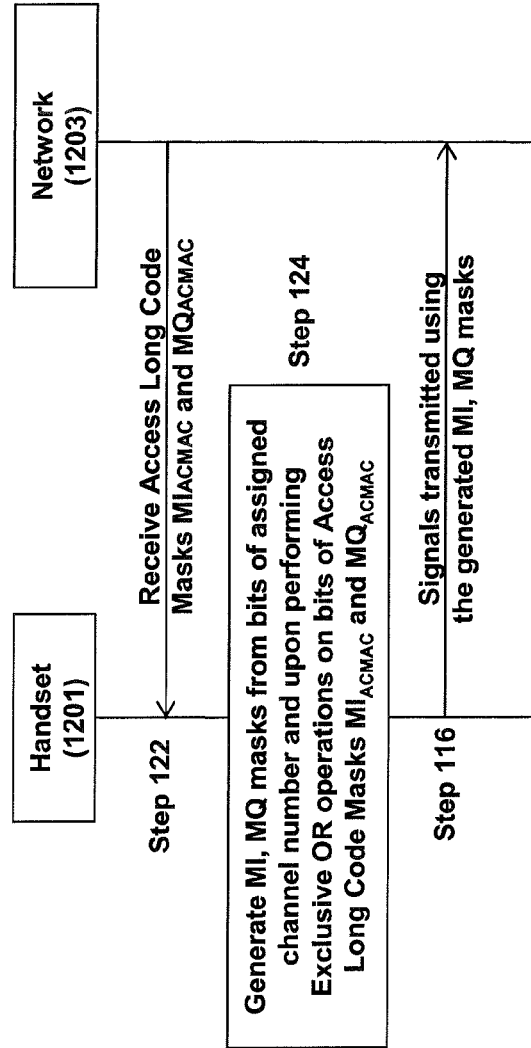 Handset
(1201)
Network
(1203)
Step 122
Receive Access Long Code
Masks MIACMAC and MQACMAC
Generate MI, MQ masks from bits of assigned
channel number and upon performing
Exclusive OR operations on bits of Access
Long Code Masks MIACMAC and MQACMAC
Step 124
Step 116
Signals transmitted using
the generated MI, MQ masks